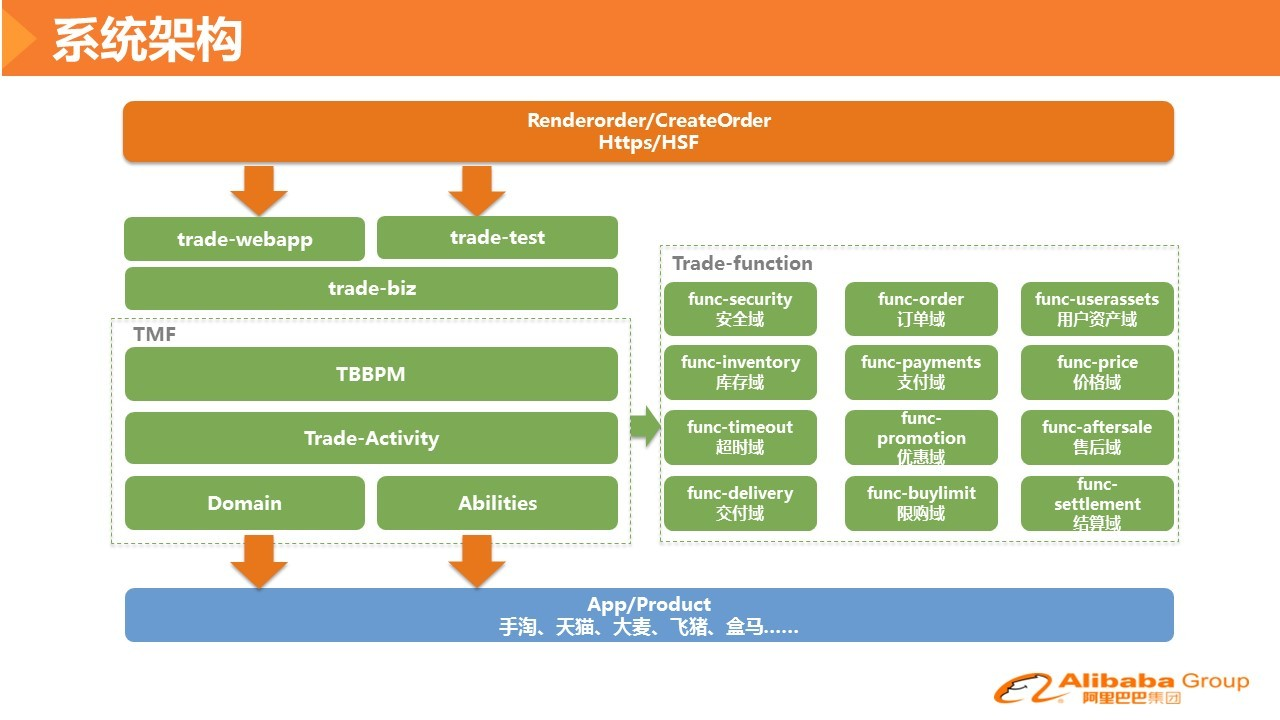 系统架构
Renderorder/CreateOrder
Https/HSF
trade-webapp
trade-test
trade-biz
TMF
TBBPM
Trade-Activity
Domain
Abilities
Trade-function
func-security
安全域
func-order
订单域
func-userassets
用户资产域
func-inventory
库存域
func-payments
支付域
func-price
价格域
func-timeout
超时域
func-
promotion
优惠域
func-aftersale
售后域
func-delivery
交付域
func-buylimit
限购域
func-
settlement
结算域
App/Product
手淘、天猫、大麦、飞猪、盒马……
Alibaba Group
阿里巴巴集团